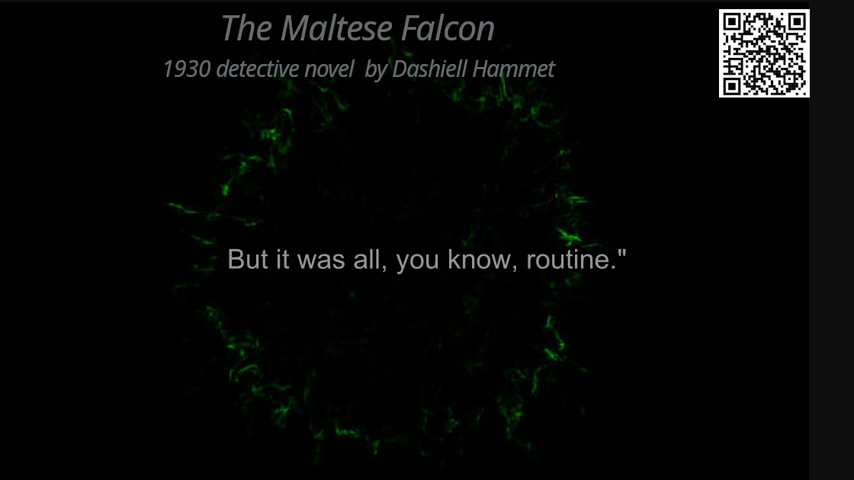 The Maltese Falcon
1930 detective novel  by Dashiell Hammet
But it was all, you know, routine."